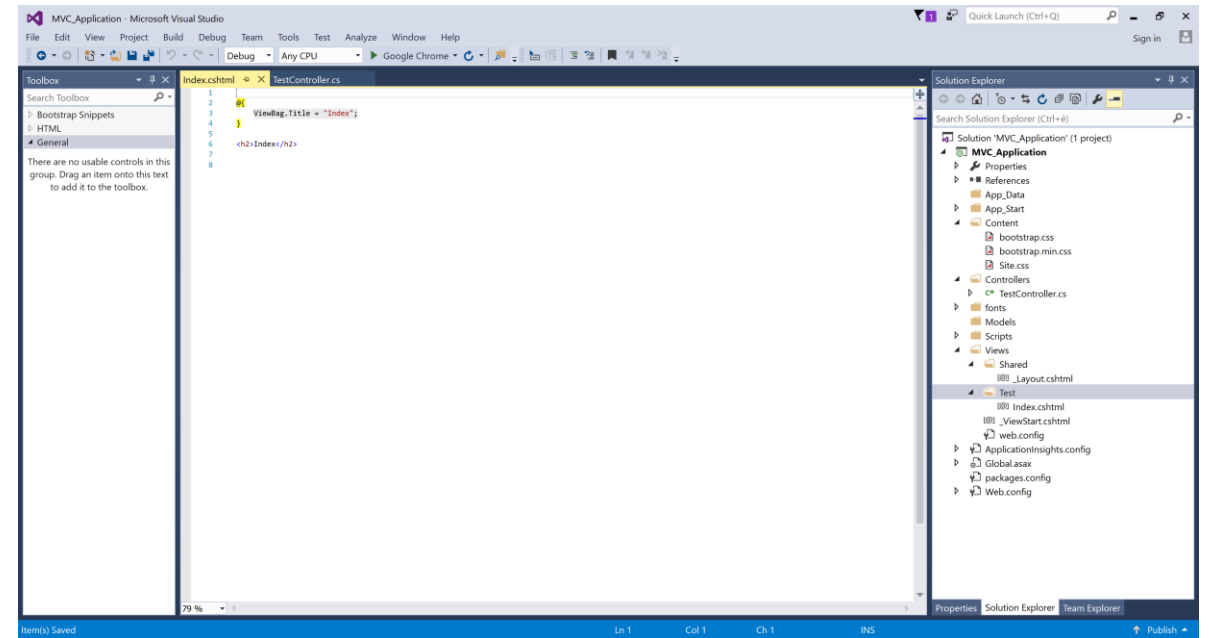 MVC_Application - Microsoft Visual Studio
1
Quick Launch (Ctrl+Q)
File Edit View Project Build Debug Team Tools Test Analyze Window Help
Sign in
Debug Any CPU Google Chrome
Toolbox
Search Toolbox
Bootstrap Snippets
HTML
General
There are no usable controls in this
group. Drag an item onto this text
to add it to the toolbox.
Index.cshtml TestController.cs
1
2 @{
3 ViewBag.Title = "Index";
4 }
5
6 <h2>Index</h2>
7
8
79 %
Solution Explorer
Search Solution Explorer (Ctrl+è)
Solution 'MVC_Application' (1 project)
MVC_Application
Properties
References
App_Data
App_Start
Content
bootstrap.css
bootstrap.min.css
Site.css
Controllers
C# TestController.cs
fonts
Models
Scripts
Views
Shared
[@] _Layout.cshtml
Test
[@] Index.cshtml
[@] _ViewStart.cshtml
web.config
ApplicationInsights.config
Global.asax
packages.config
Web.config
Properties Solution Explorer Team Explorer
Item(s) Saved Ln 1 Col 1 Ch 1 INS Publish